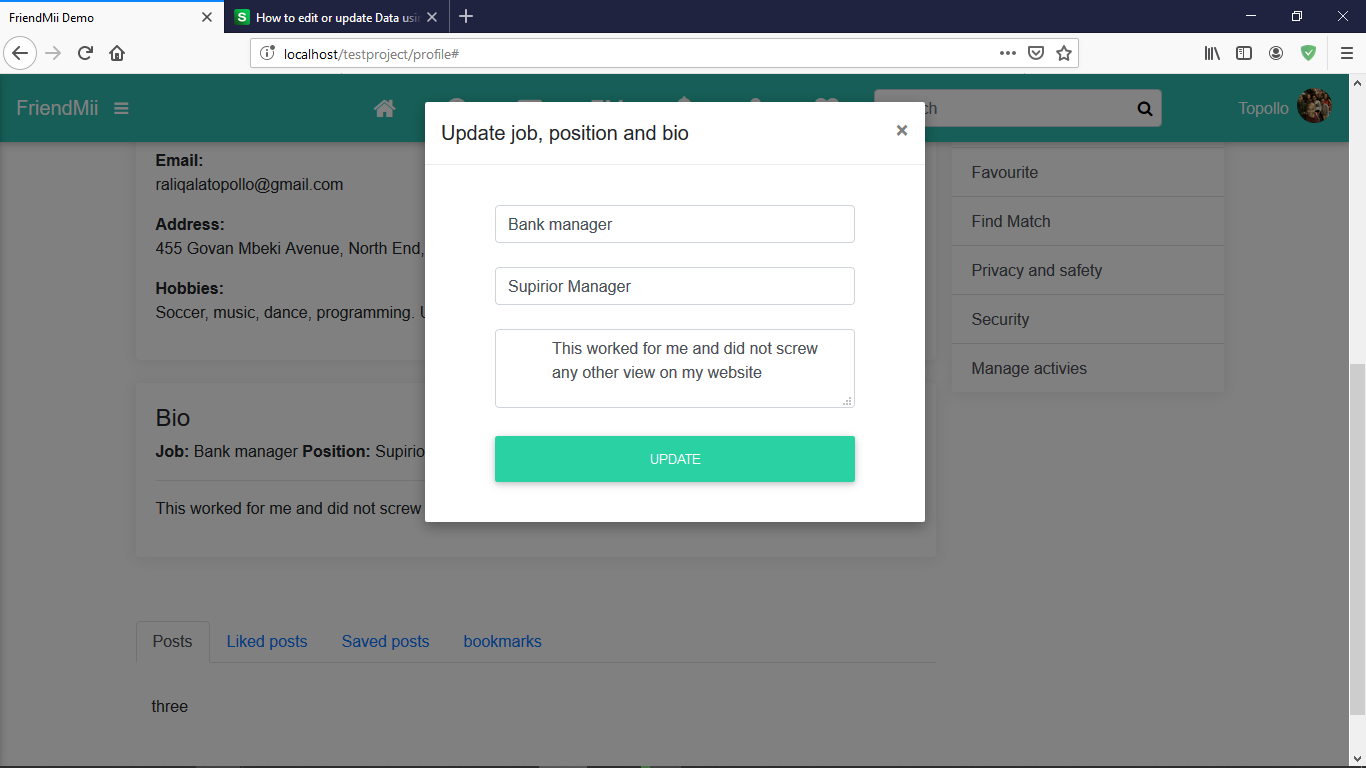 FriendMii Demo
How to edit or update Data usin
localhost/testproject/profile#
FriendMii
Topollo
Update job, position and bio
Email:
raliqalatopollo@gmail.com
Address:
455 Govan Mbeki Avenue, North End,
Hobbies:
Soccer, music, dance, programming.
Bank manager
Supirior Manager
This worked for me and did not screw
any other view on my website
UPDATE
Bio
Job: Bank manager Position: Supirio
This worked for me and did not screw
Favourite
Find Match
Privacy and safety
Security
Manage activies
Posts
Liked posts
Saved posts
bookmarks
three